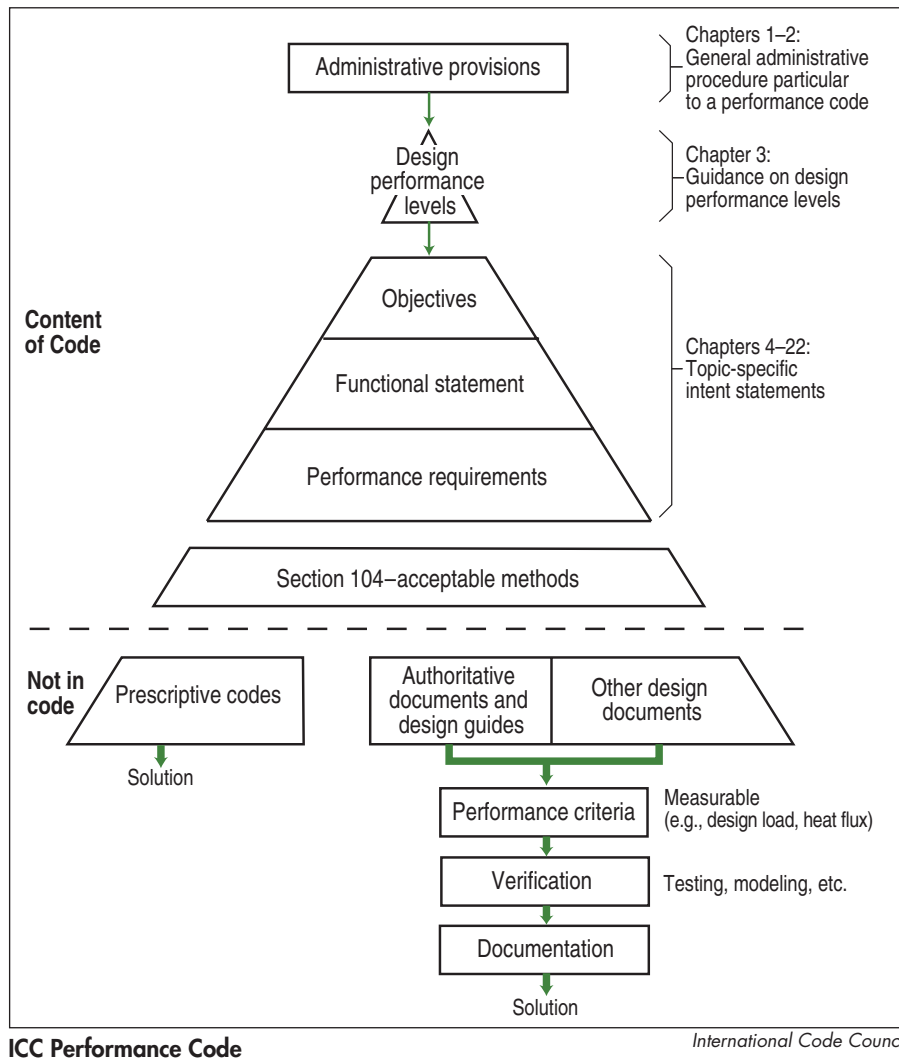 Administrative provisions
Chapters 1–2:
General administrative
procedure particular
to a performance code
Design
performance
levels
Chapter 3:
Guidance on design
performance levels
Content
of Code
Objectives
Functional statement
Performance requirements
Chapters 4–22:
Topic-specific
intent statements
Section 104–acceptable methods
Not in
code
Prescriptive codes
Solution
Authoritative
documents and
design guides
Other design
documents
Performance criteria
Measurable
(e.g., design load, heat flux)
Verification
Testing, modeling, etc.
Documentation
Solution
ICC Performance Code
International Code Counc